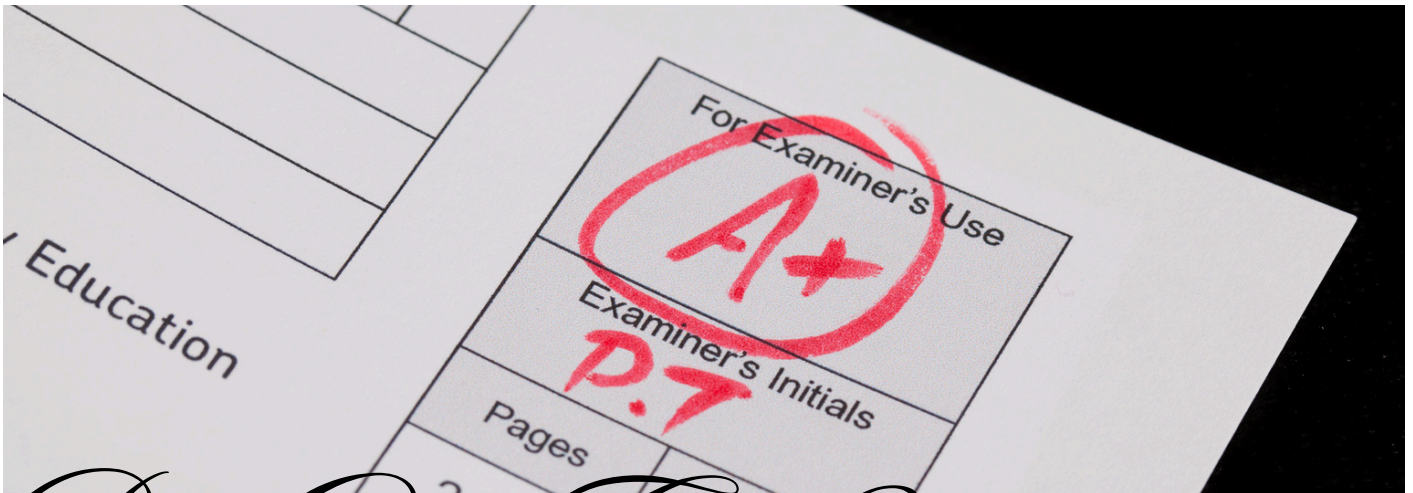 For Examiner's Use
A+
Education
Examiner's Initials
P.T
Pages